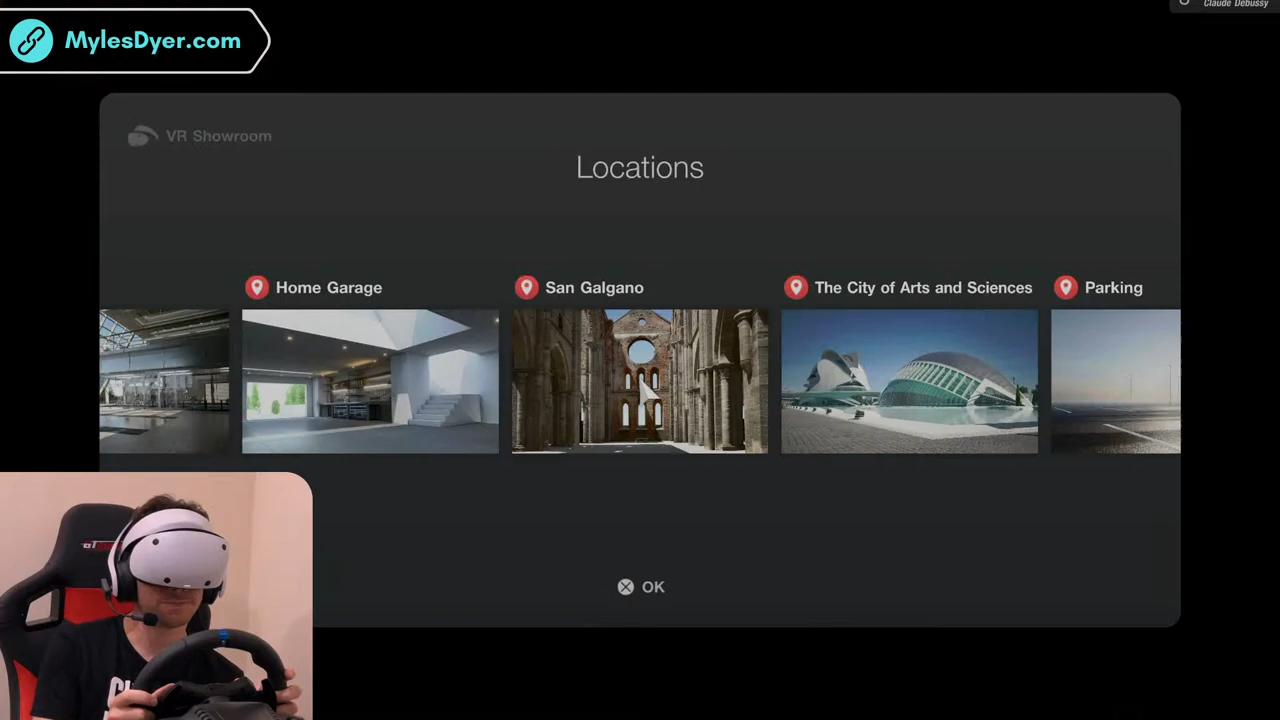 Claude Debussy
MylesDyer.com
VR Showroom
Locations
Home Garage
San Galgano
The City of Arts and Sciences
Parking
OK